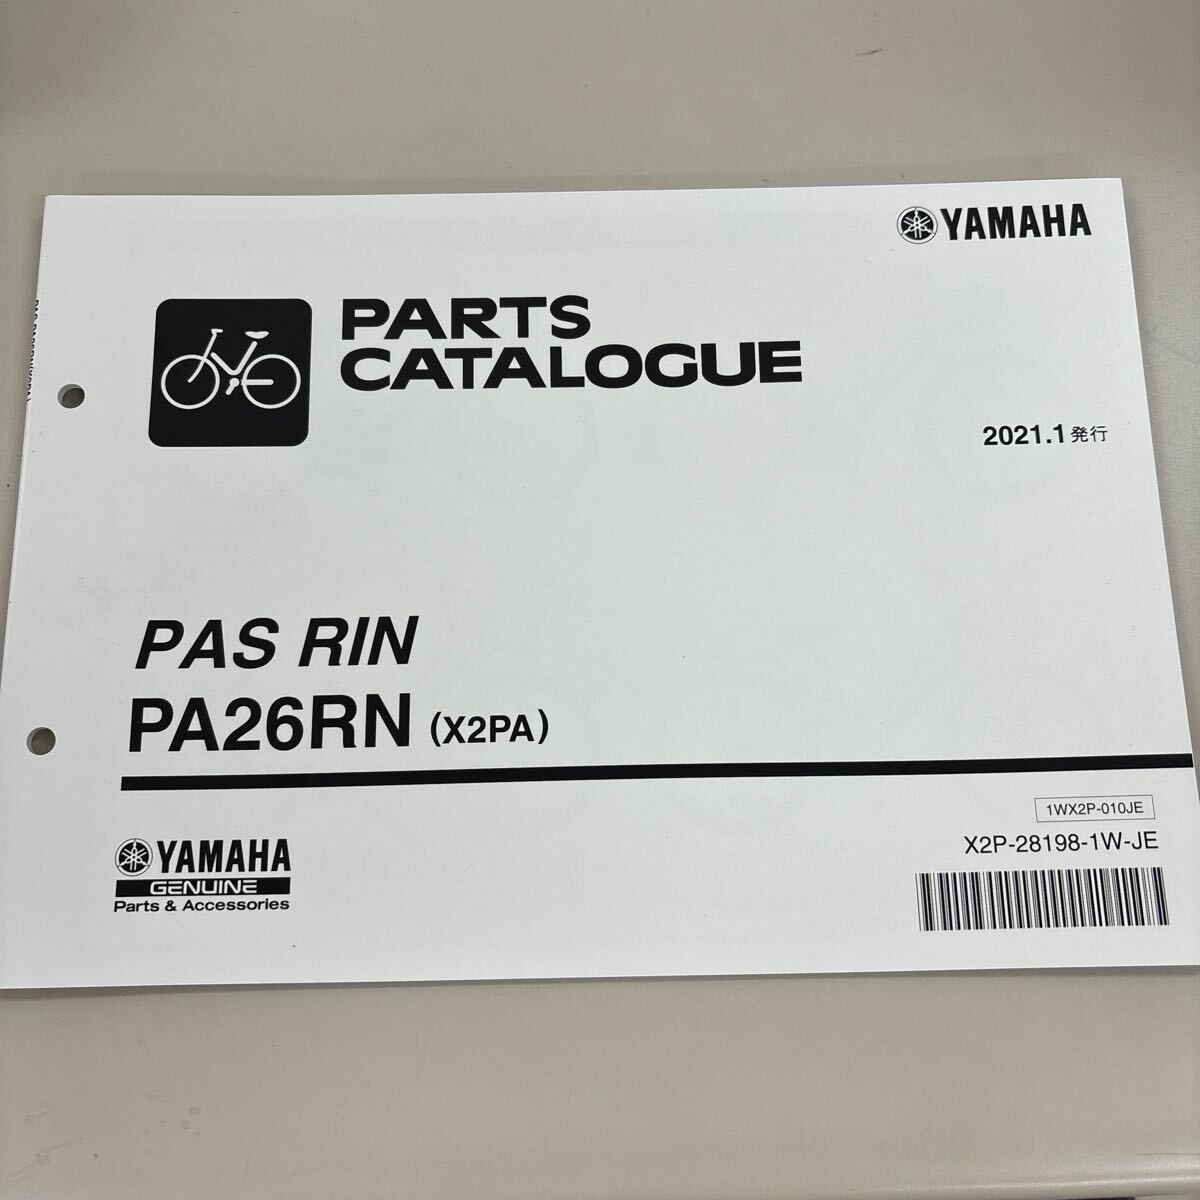 YAMAHA
PARTS
CATALOGUE
2021.1発行
PAS RIN
PA26RN (X2PA)
1WX2P-010JE
X2P-28198-1W-JE
YAMAHA
GENUINE
Parts & Accessories